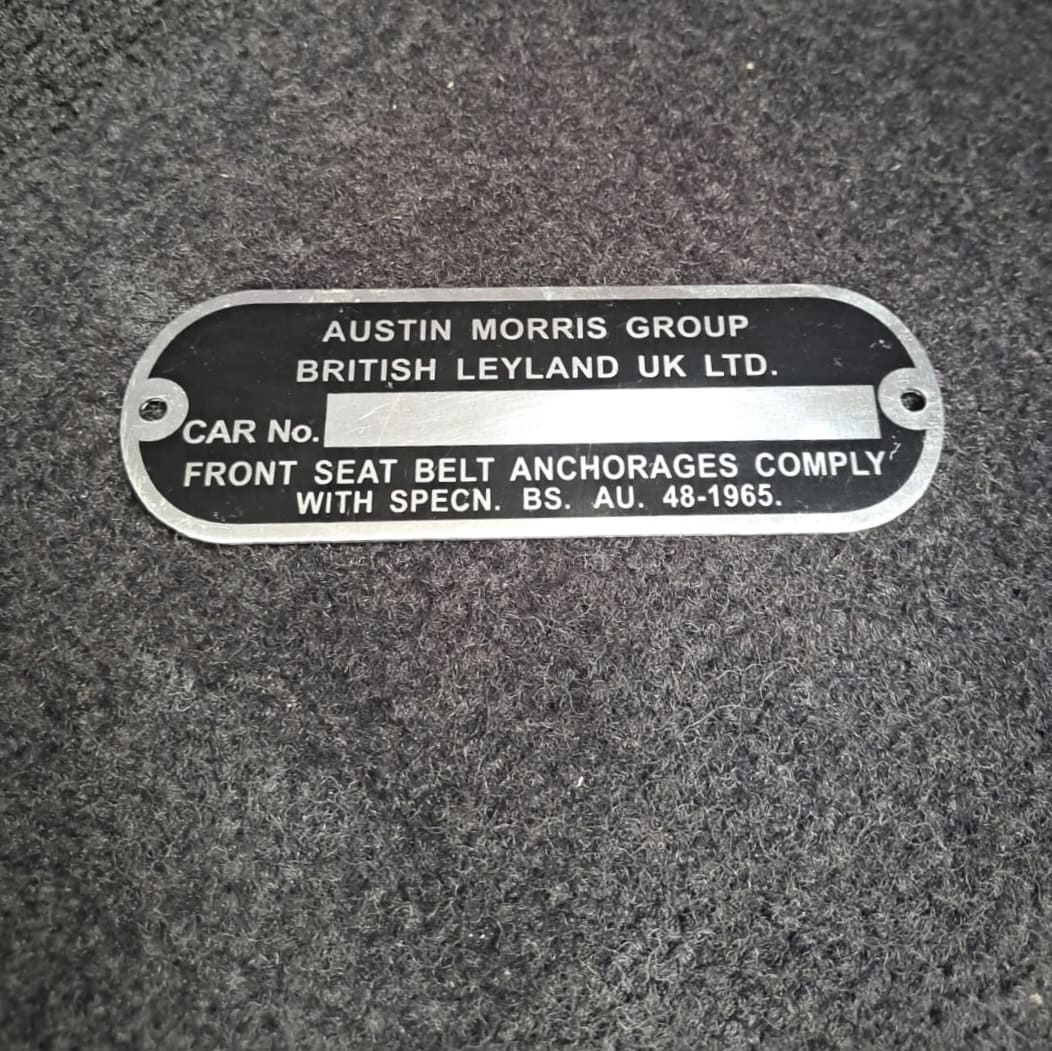 AUSTIN MORRIS GROUP
BRITISH LEYLAND UK LTD.
CAR No.
FRONT SEAT BELT ANCHORAGES COMPLY
WITH SPECN. BS. AU. 48-1965.